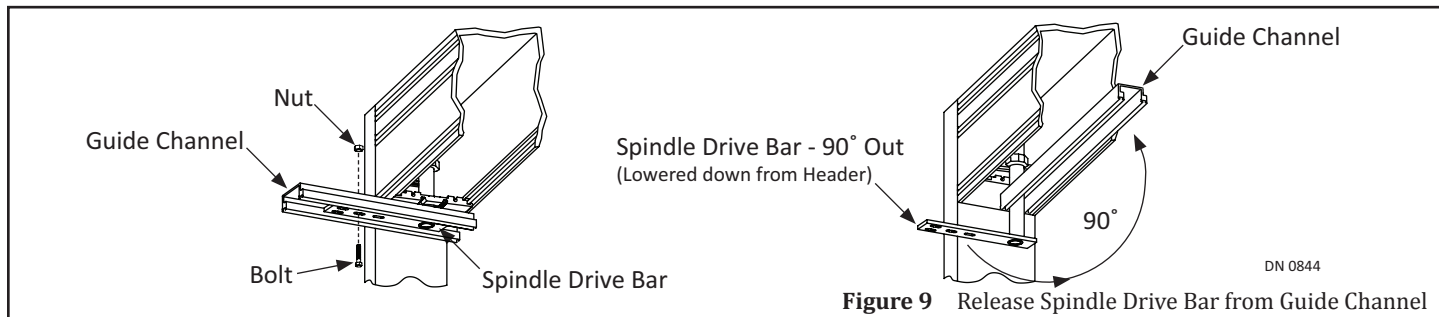 Nut
Guide Channel
Bolt
Spindle Drive Bar
Guide Channel
Spindle Drive Bar - 90˚ Out
(Lowered down from Header)
90˚
DN 0844
Figure 9 Release Spindle Drive Bar from Guide Channel